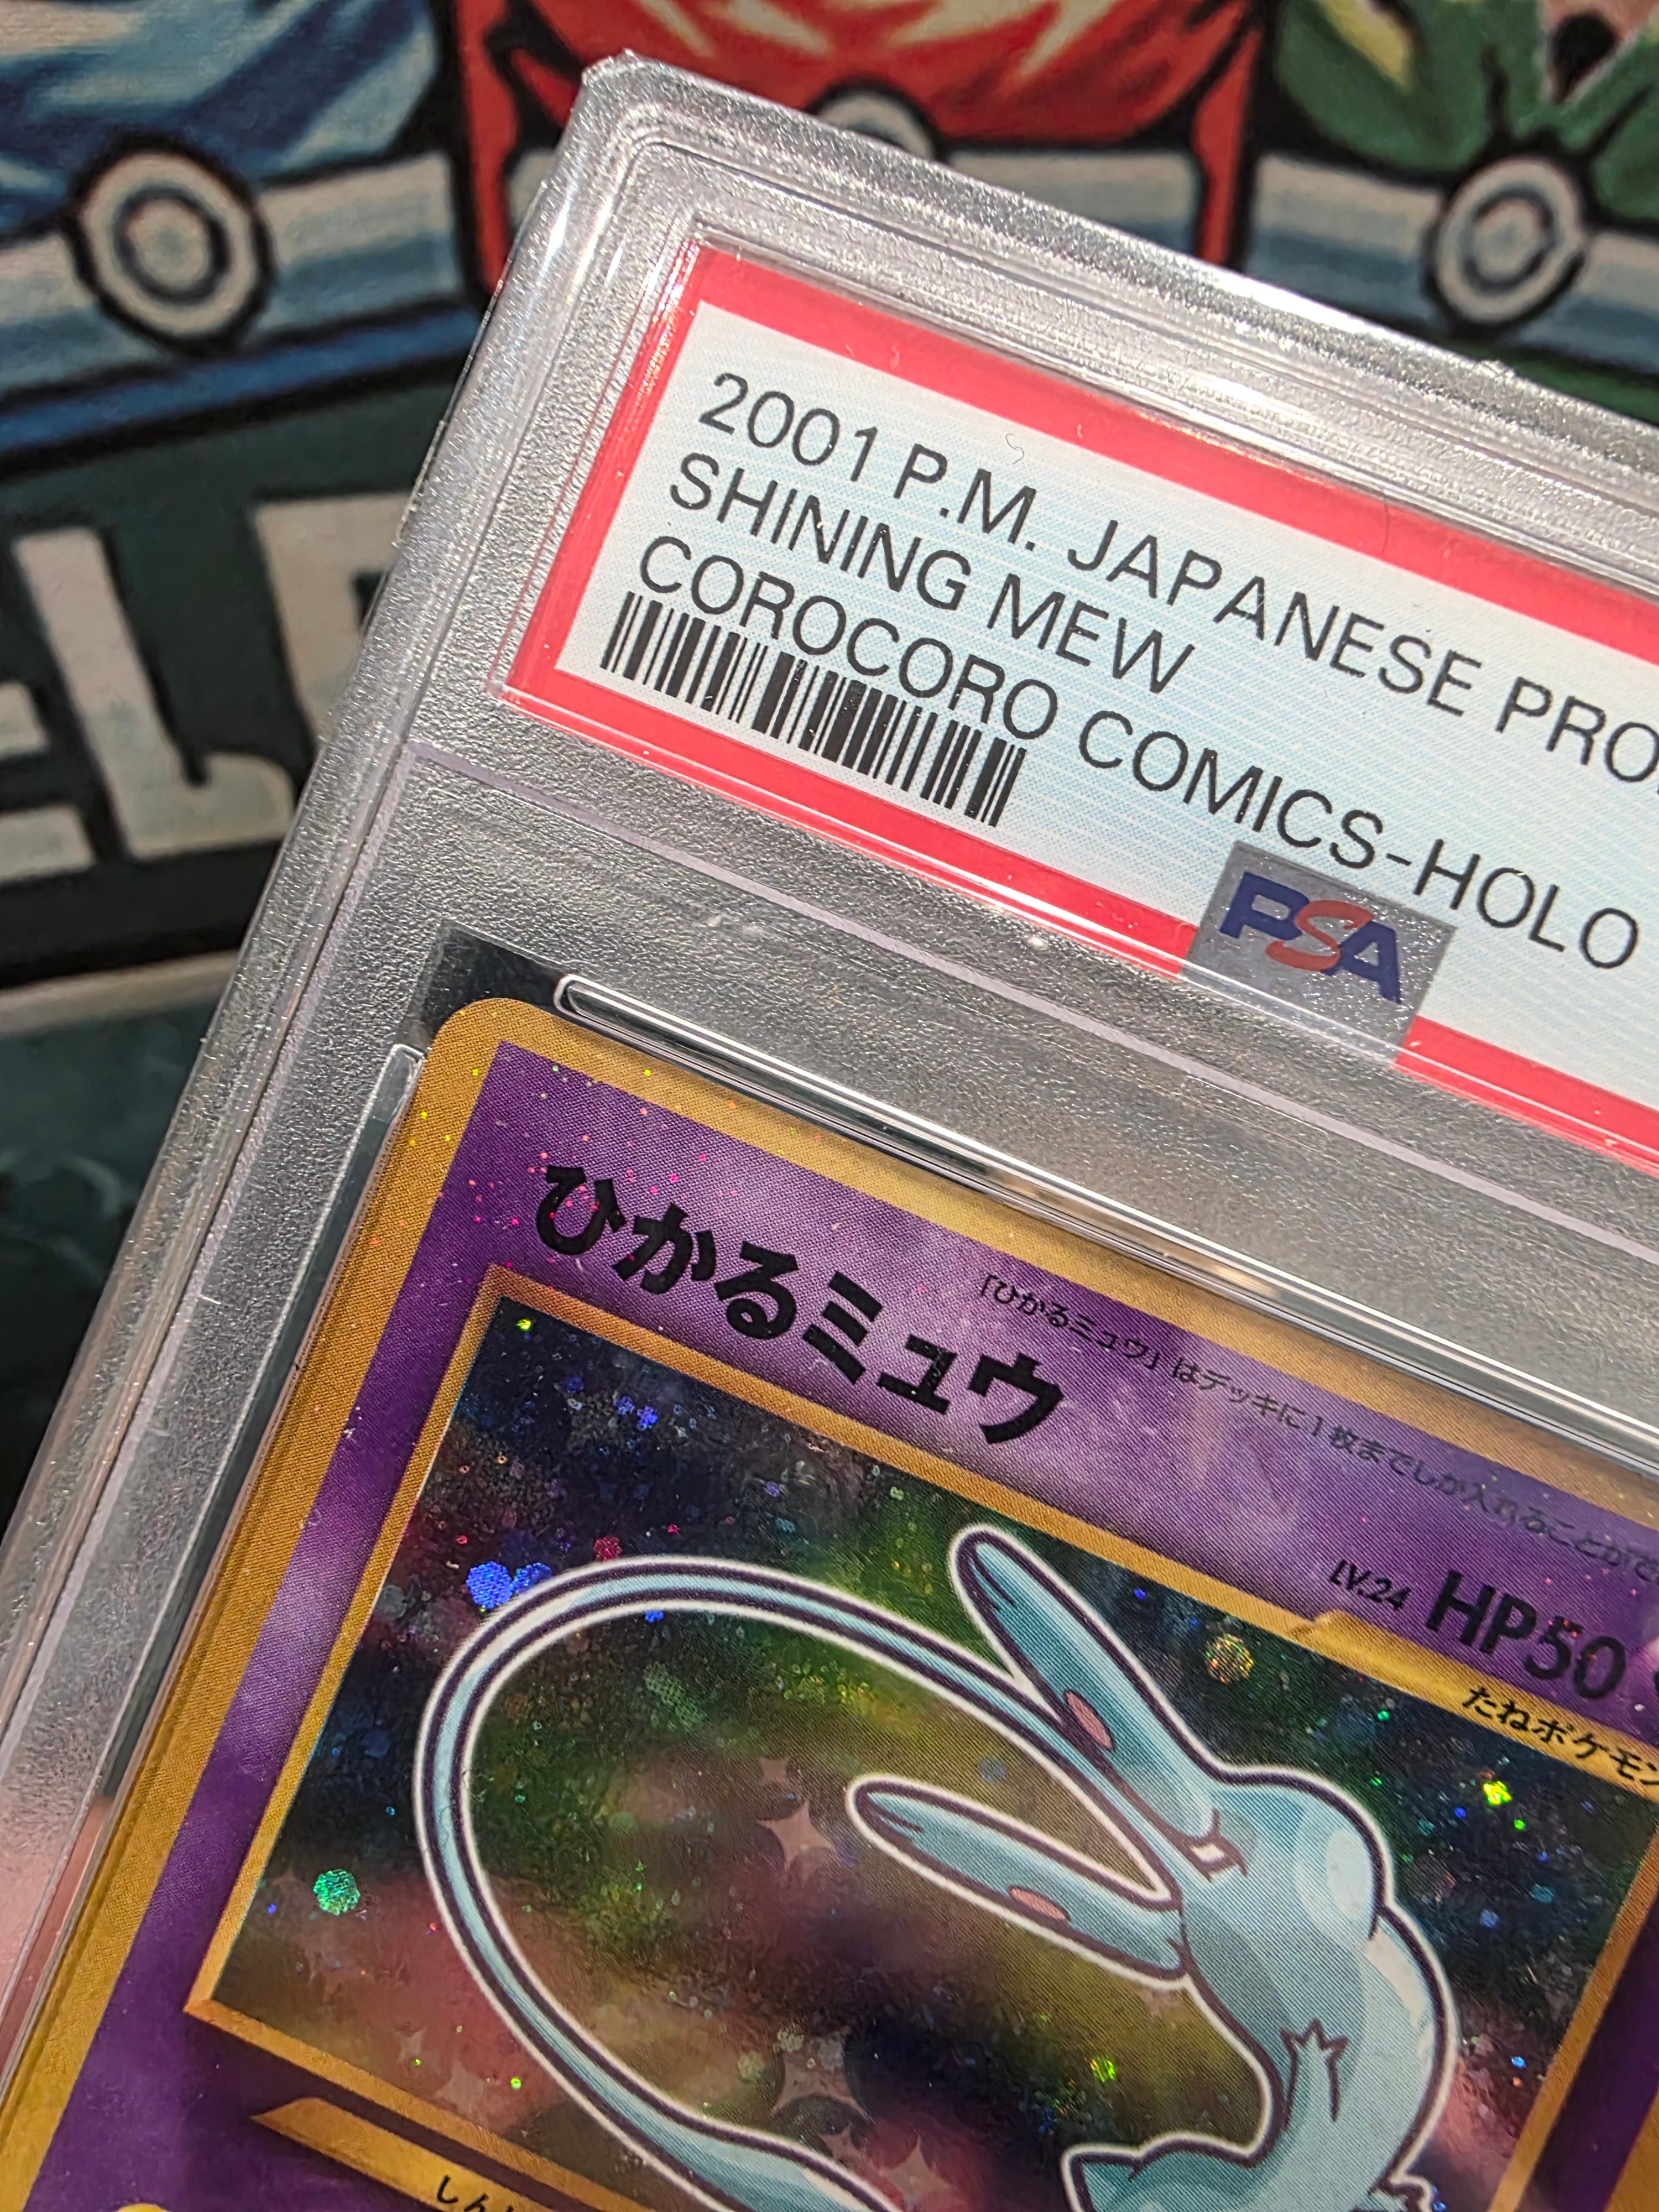 2001 P.M. JAPANESE PRO
SHINING MEW
COROCORO COMICS-HOLO
PSA
ひかるミュウ
「ひかるミュウ」はデッキに1枚までしか入れることがで
LV.24 HP50
たねポケモン
しん